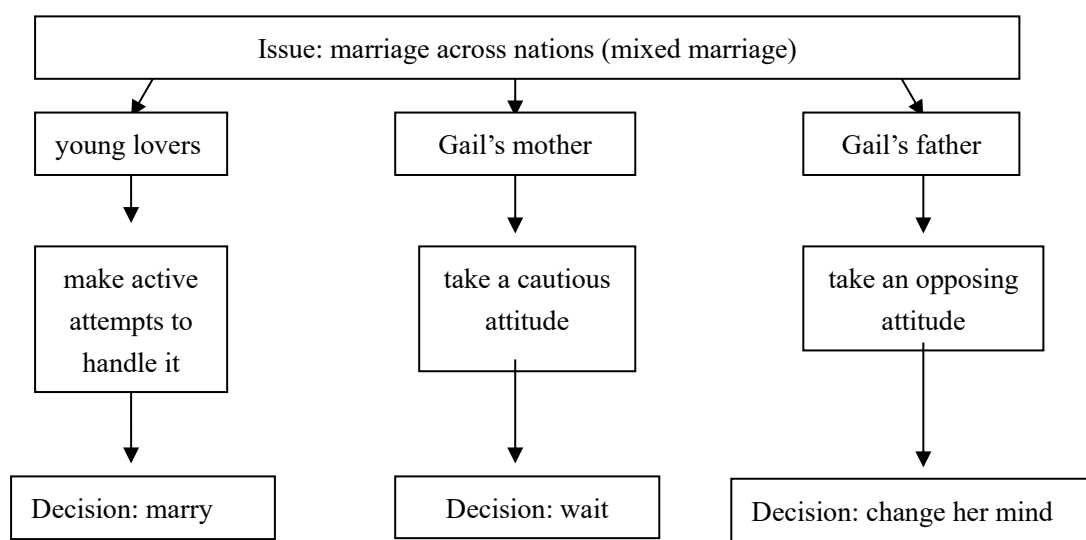 Issue: marriage across nations (mixed marriage)
young lovers
Gail’s mother
Gail’s father
make active
attempts to
handle it
take a cautious
attitude
take an opposing
attitude
Decision: marry
Decision: wait
Decision: change her mind